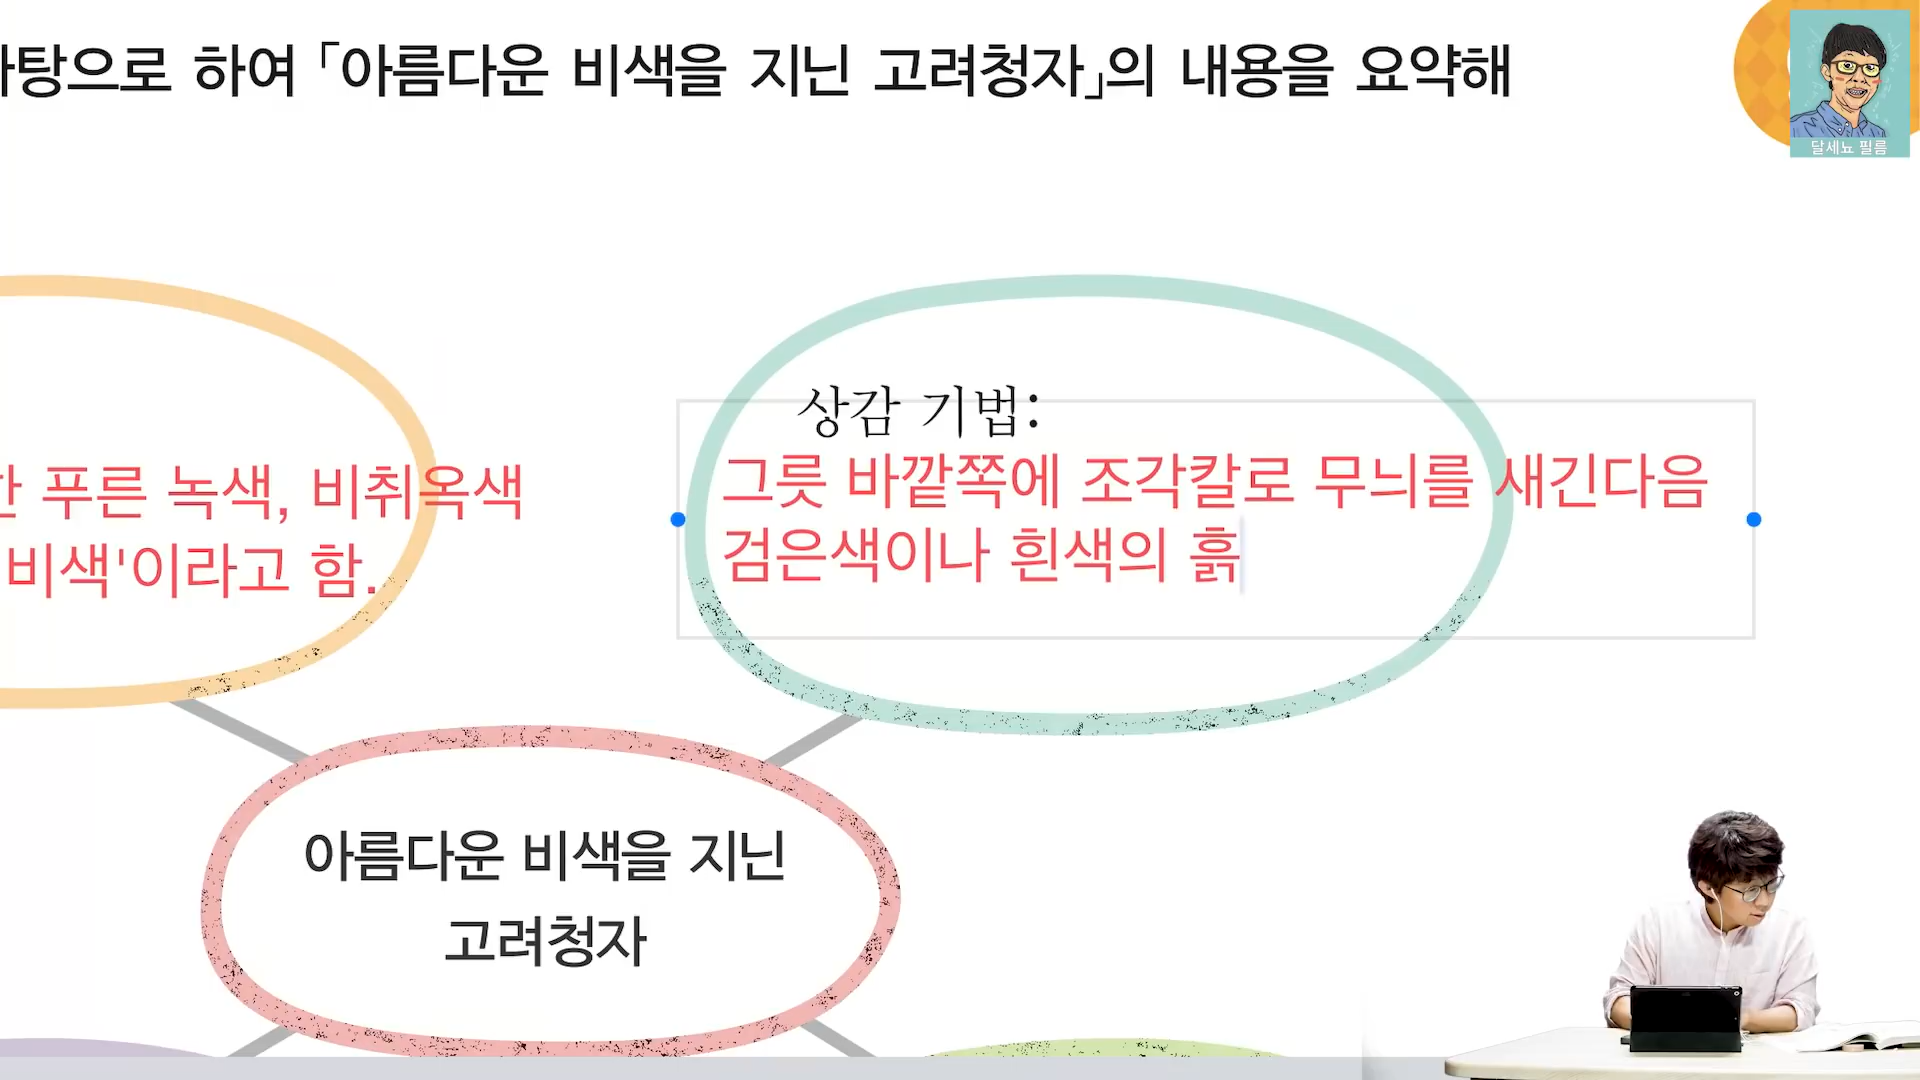 바탕으로 하여 「아름다운 비색을 지닌 고려청자」의 내용을 요약해
달세뇨 필름
푸른 녹색, 비취옥색
비색'이라고 함.
상감 기법:
그릇 바깥쪽에 조각칼로 무늬를 새긴다음
검은색이나 흰색의 흙
아름다운 비색을 지닌
고려청자